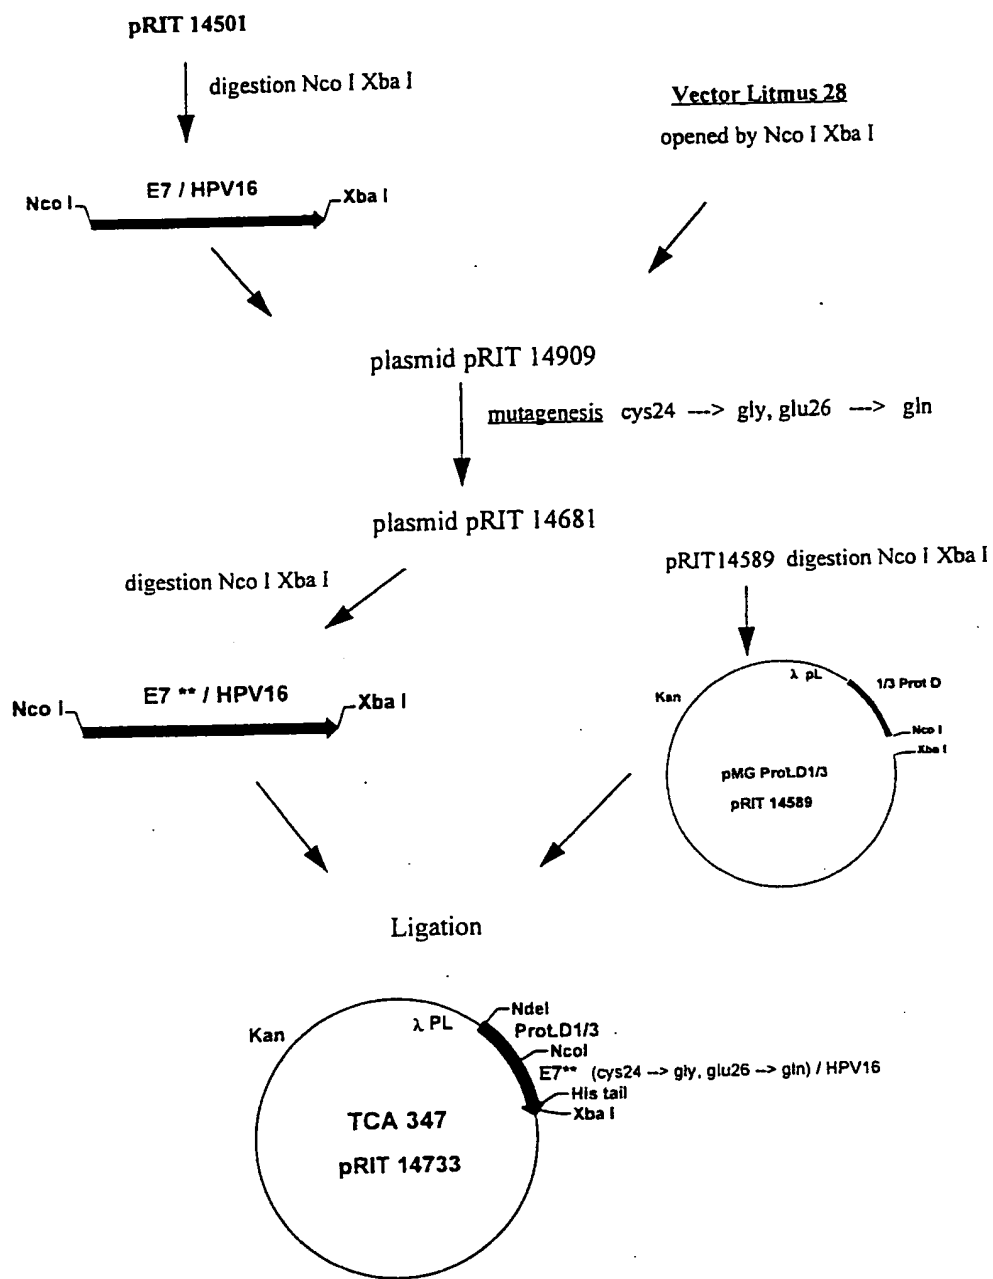 pRIT 14501
digestion Nco I Xba I
Vector Litmus 28
opened by Nco I Xba I
Nco I
E7 / HPV16
Xba I
plasmid pRIT 14909
mutagenesis cys24 ---> gly, glu26 ---> gln
plasmid pRIT 14681
digestion Nco I Xba I
pRIT14589 digestion Nco I Xba I
Nco I
E7 ** / HPV16
Xba I
Kan
λ pL
1/3 Prot D
Nco I
Xba I
pMG Prot.D1/3
pRIT 14589
Ligation
Kan
λ PL
NdeI
Prot.D1/3
NcoI
E7** (cys24 --> gly, glu26 --> gln) / HPV16
His tail
Xba I
TCA 347
pRIT 14733